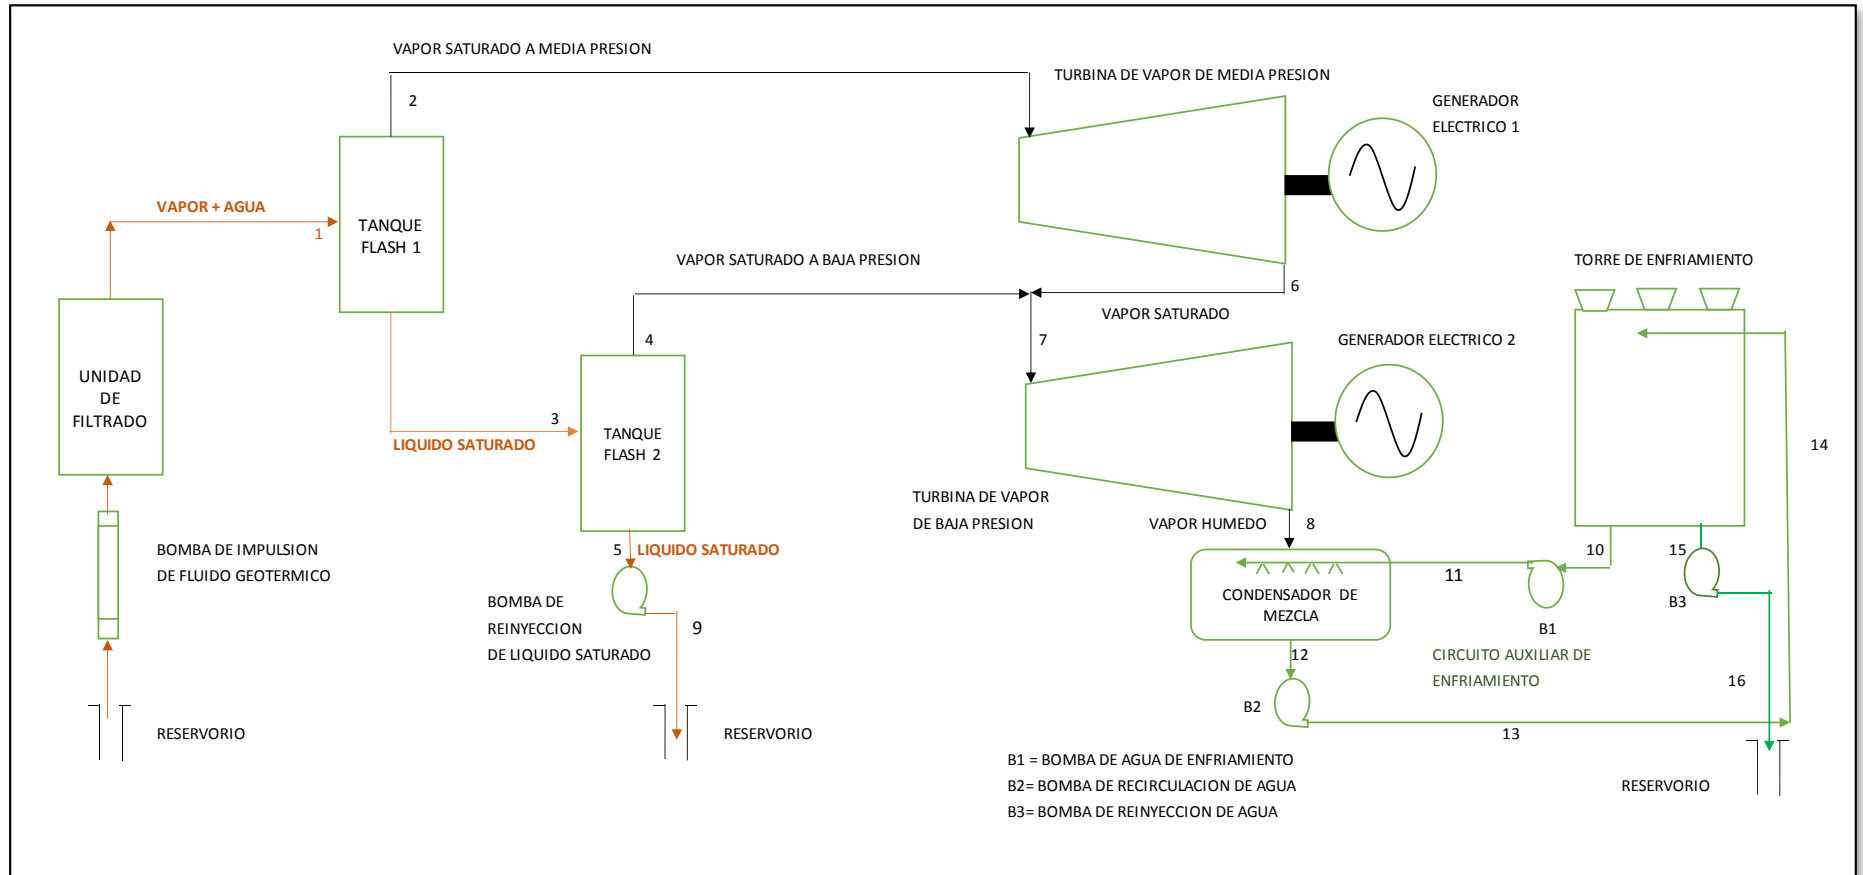 VAPOR SATURADO A MEDIA PRESION
2
TURBINA DE VAPOR DE MEDIA PRESION
GENERADOR
ELECTRICO 1
VAPOR + AGUA
1
TANQUE
FLASH 1
VAPOR SATURADO A BAJA PRESION
6
VAPOR SATURADO
TORRE DE ENFRIAMIENTO
4
7
GENERADOR ELECTRICO 2
UNIDAD
DE
FILTRADO
3
LIQUIDO SATURADO
TANQUE
FLASH 2
14
TURBINA DE VAPOR
DE BAJA PRESION
VAPOR HUMEDO
8
5
LIQUIDO SATURADO
10
15
BOMBA DE IMPULSION
DE FLUIDO GEOTERMICO
11
CONDENSADOR DE
MEZCLA
B1
B3
BOMBA DE
REINYECCION
DE LIQUIDO SATURADO
9
12
CIRCUITO AUXILIAR DE
ENFRIAMIENTO
B2
13
16
RESERVORIO
RESERVORIO
B1 = BOMBA DE AGUA DE ENFRIAMIENTO
B2= BOMBA DE RECIRCULACION DE AGUA
B3= BOMBA DE REINYECCION DE AGUA
RESERVORIO